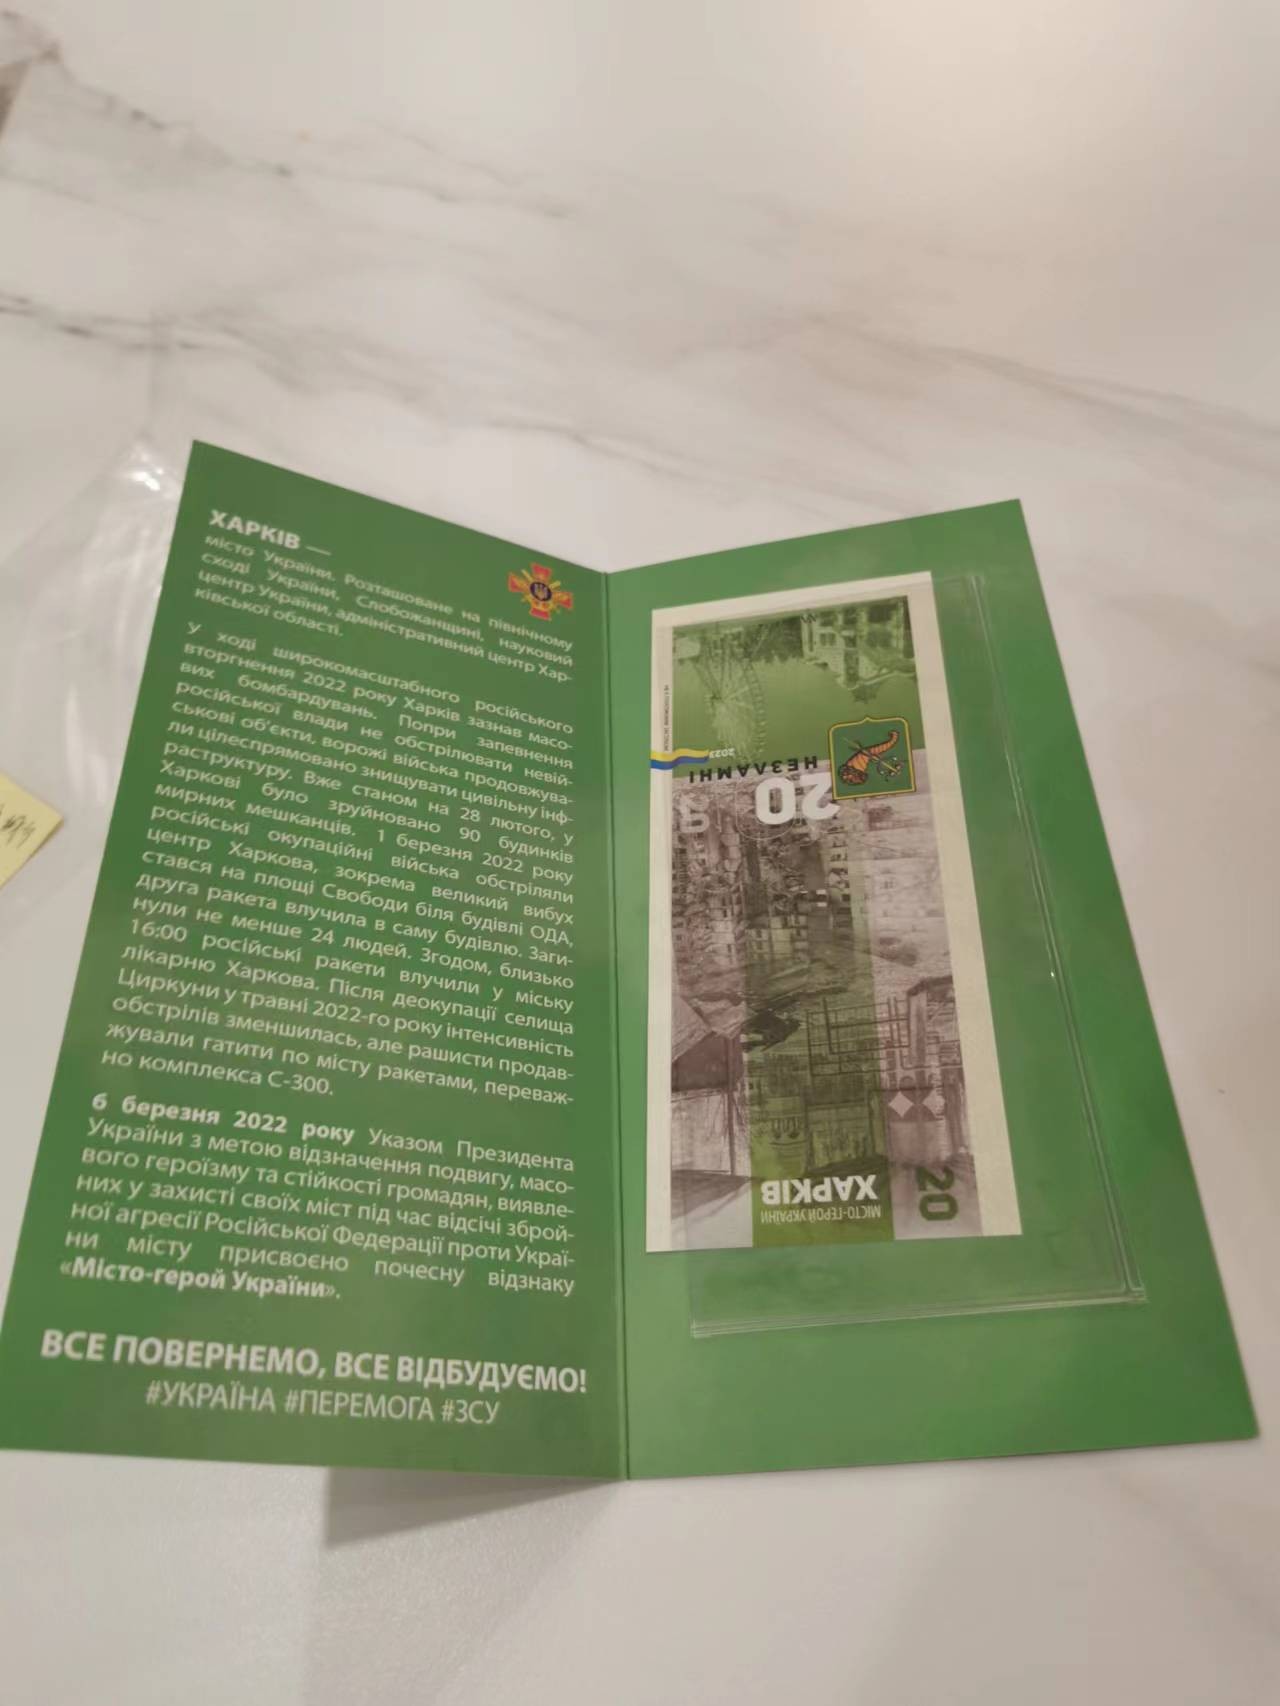 ХАРКІВ —
місто України. Розташоване на північному
сході України, Слобожанщині, науковий
центр України, адміністративний центр Хар-
ківської області.
У ході широкомасштабного російського
вторгнення 2022 року Харків зазнав масо-
вих бомбардувань. Попри запевнення
російської влади не обстрілювати невій-
ськові об'єкти, ворожі війська продовжува-
ли цілеспрямовано знищувати цивільну інф-
раструктуру. Вже станом на 28 лютого, у
Харкові було зруйновано 90 будинків
мирних мешканців. 1 березня 2022 року
російські окупаційні війська обстріляли
центр Харкова, зокрема великий вибух
стався на площі Свободи біля будівлі ОДА,
друга ракета влучила в саму будівлю. Заги-
нули не менше 24 людей. Згодом, близько
16:00 російські ракети влучили у міську
лікарню Харкова. Після деокупації селища
Циркуни у травні 2022-го року інтенсивність
обстрілів зменшилась, але рашисти продав-
жували гатити по місту ракетами, переваж-
но комплекса С-300.
6 березня 2022 року Указом Президента
України з метою відзначення подвигу, масо-
вого героїзму та стійкості громадян, виявле-
них у захисті своїх міст під час відсічі зброй-
ної агресії Російської Федерації проти Украї-
ни місту присвоєно почесну відзнаку
«Місто-герой України».
ВСЕ ПОВЕРНЕМО, ВСЕ ВІДБУДУЄМО!
#УКРАЇНА #ПЕРЕМОГА #ЗСУ
20
МІСТО-ГЕРОЙ УКРАЇНИ
ХАРКІВ
20
НЕЗЛАМНІ
2023